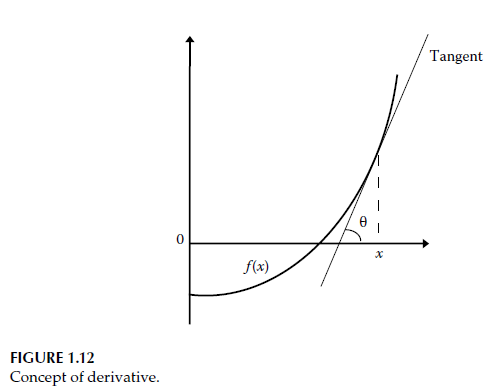 Tangent
θ
0
x
f(x)
FIGURE 1.12
Concept of derivative.